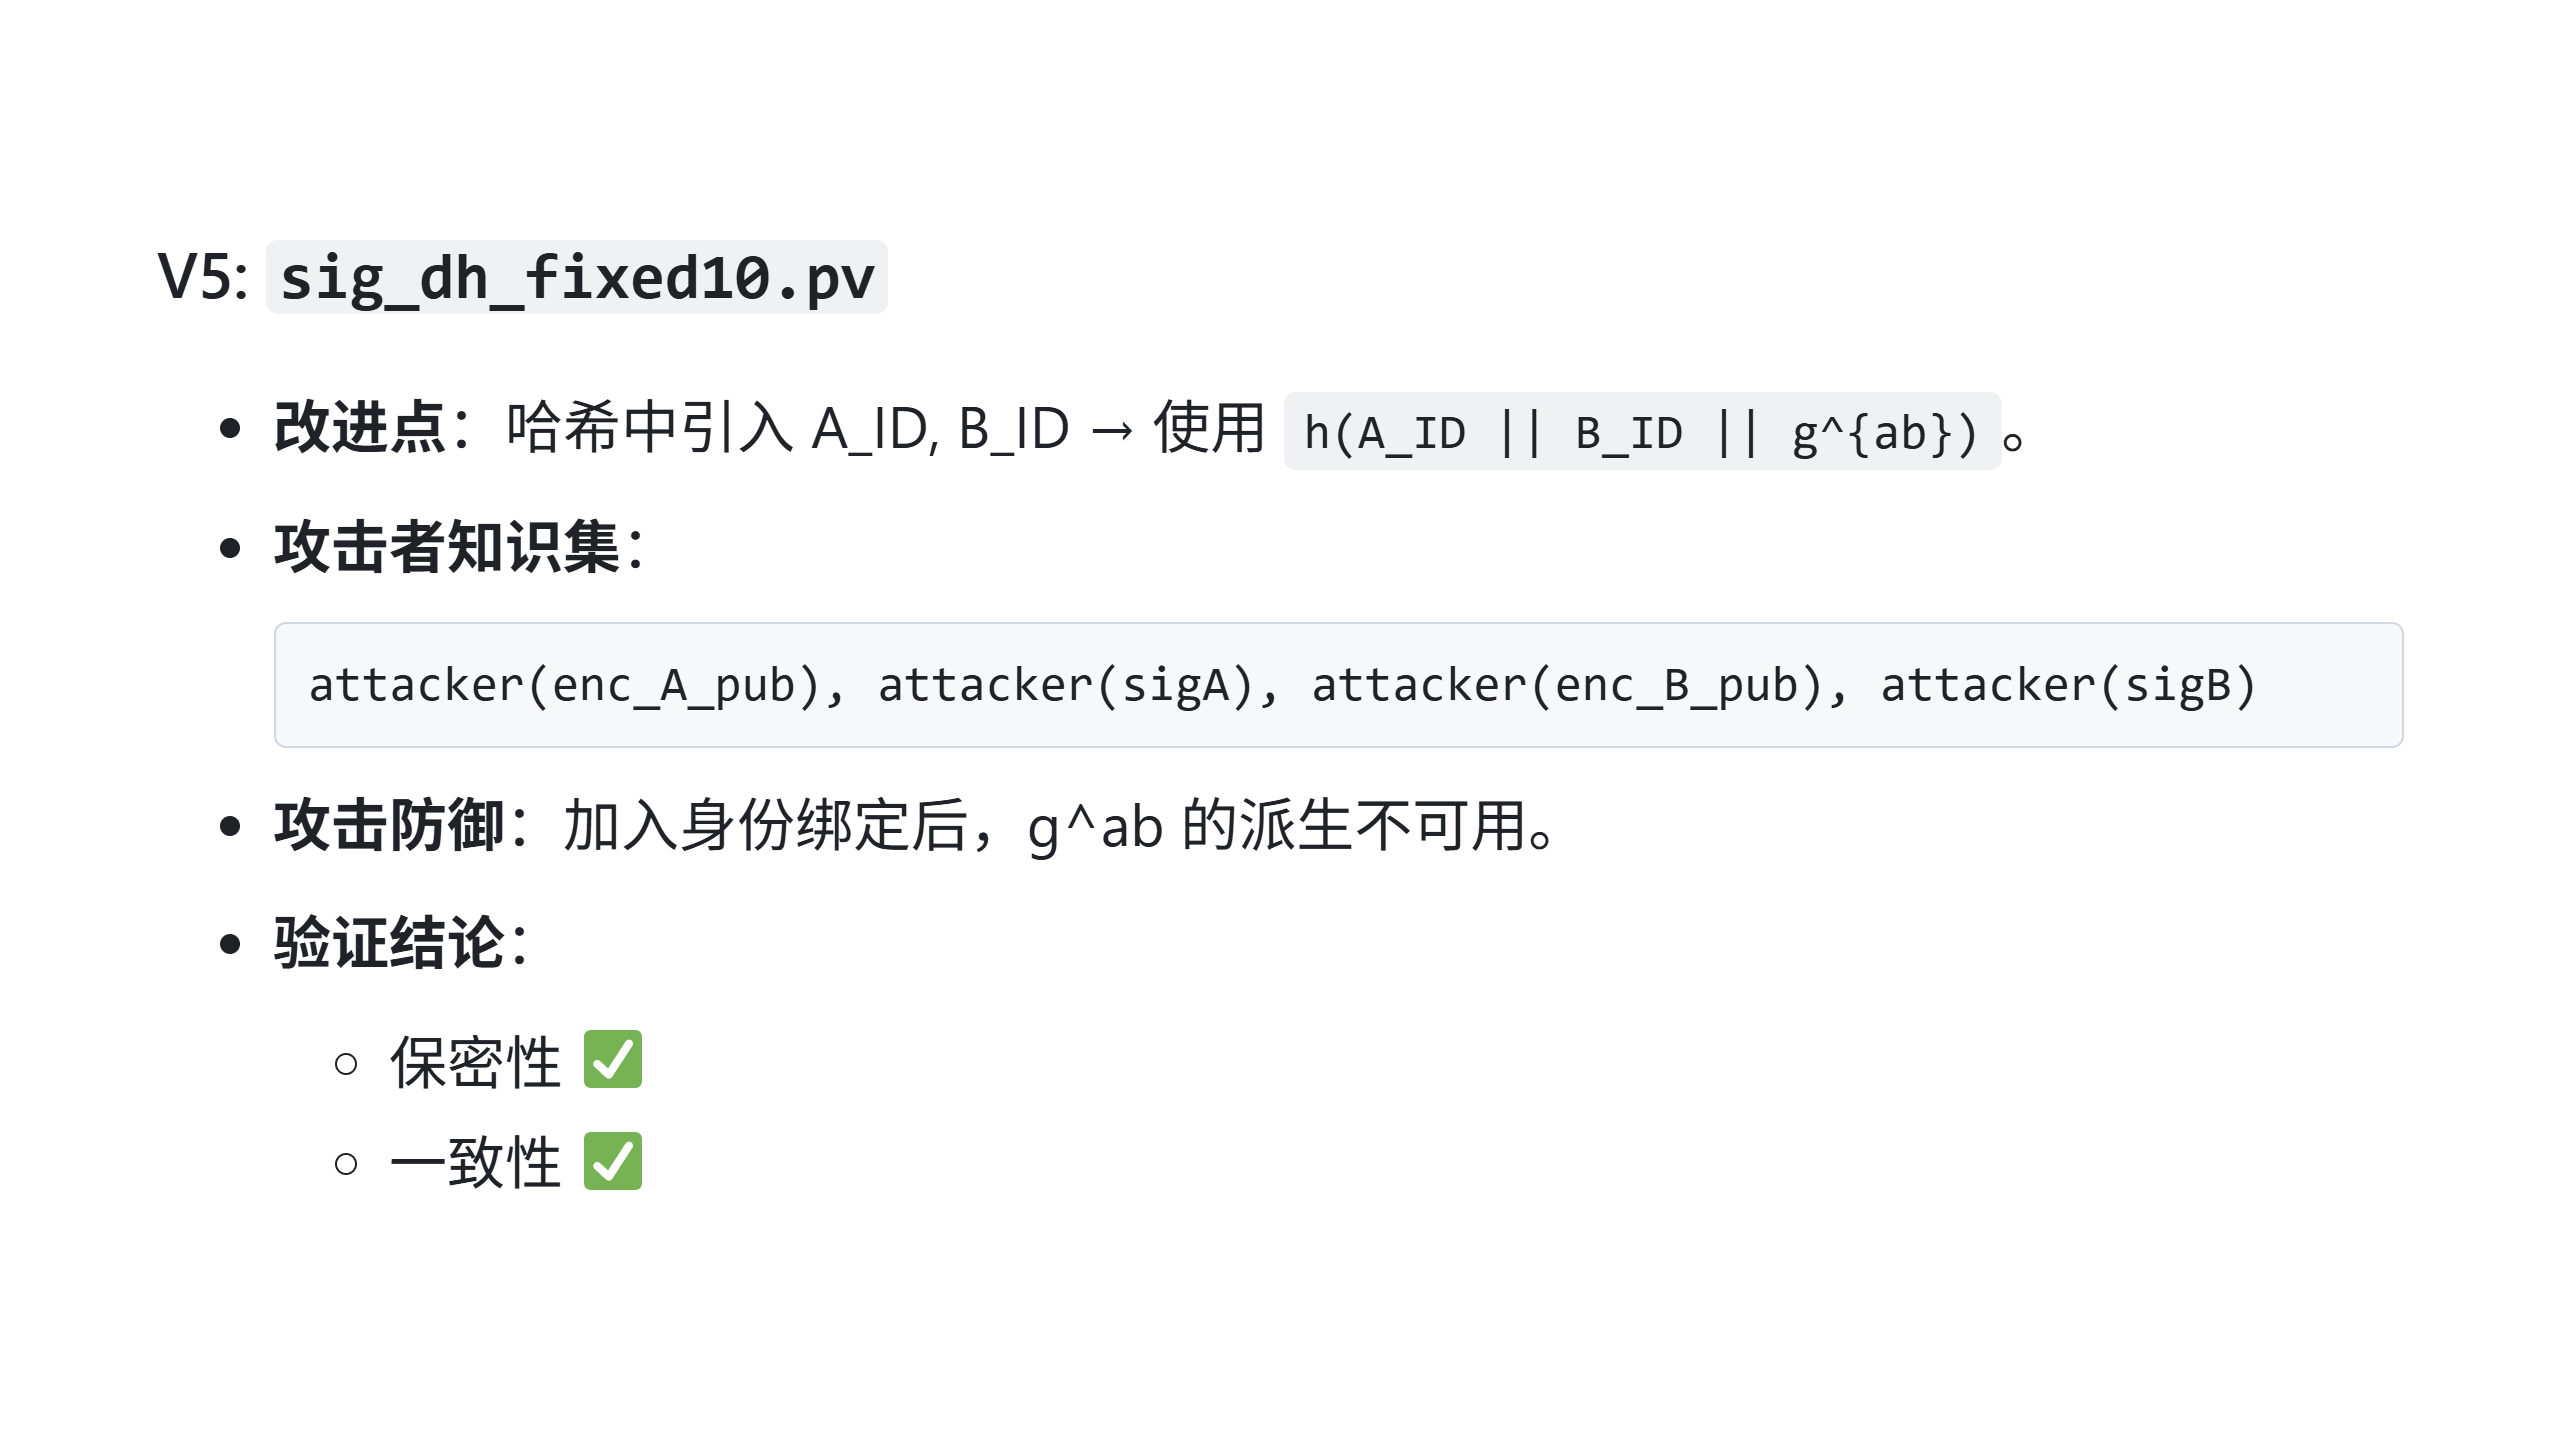 V5: sig_dh_fixed10.pv
改进点：哈希中引入 A_ID, B_ID → 使用 h(A_ID || B_ID || g^{ab})。
攻击者知识集：
attacker(enc_A_pub), attacker(sigA), attacker(enc_B_pub), attacker(sigB)
攻击防御：加入身份绑定后，g^ab 的派生不可用。
验证结论：
保密性 ✅
一致性 ✅